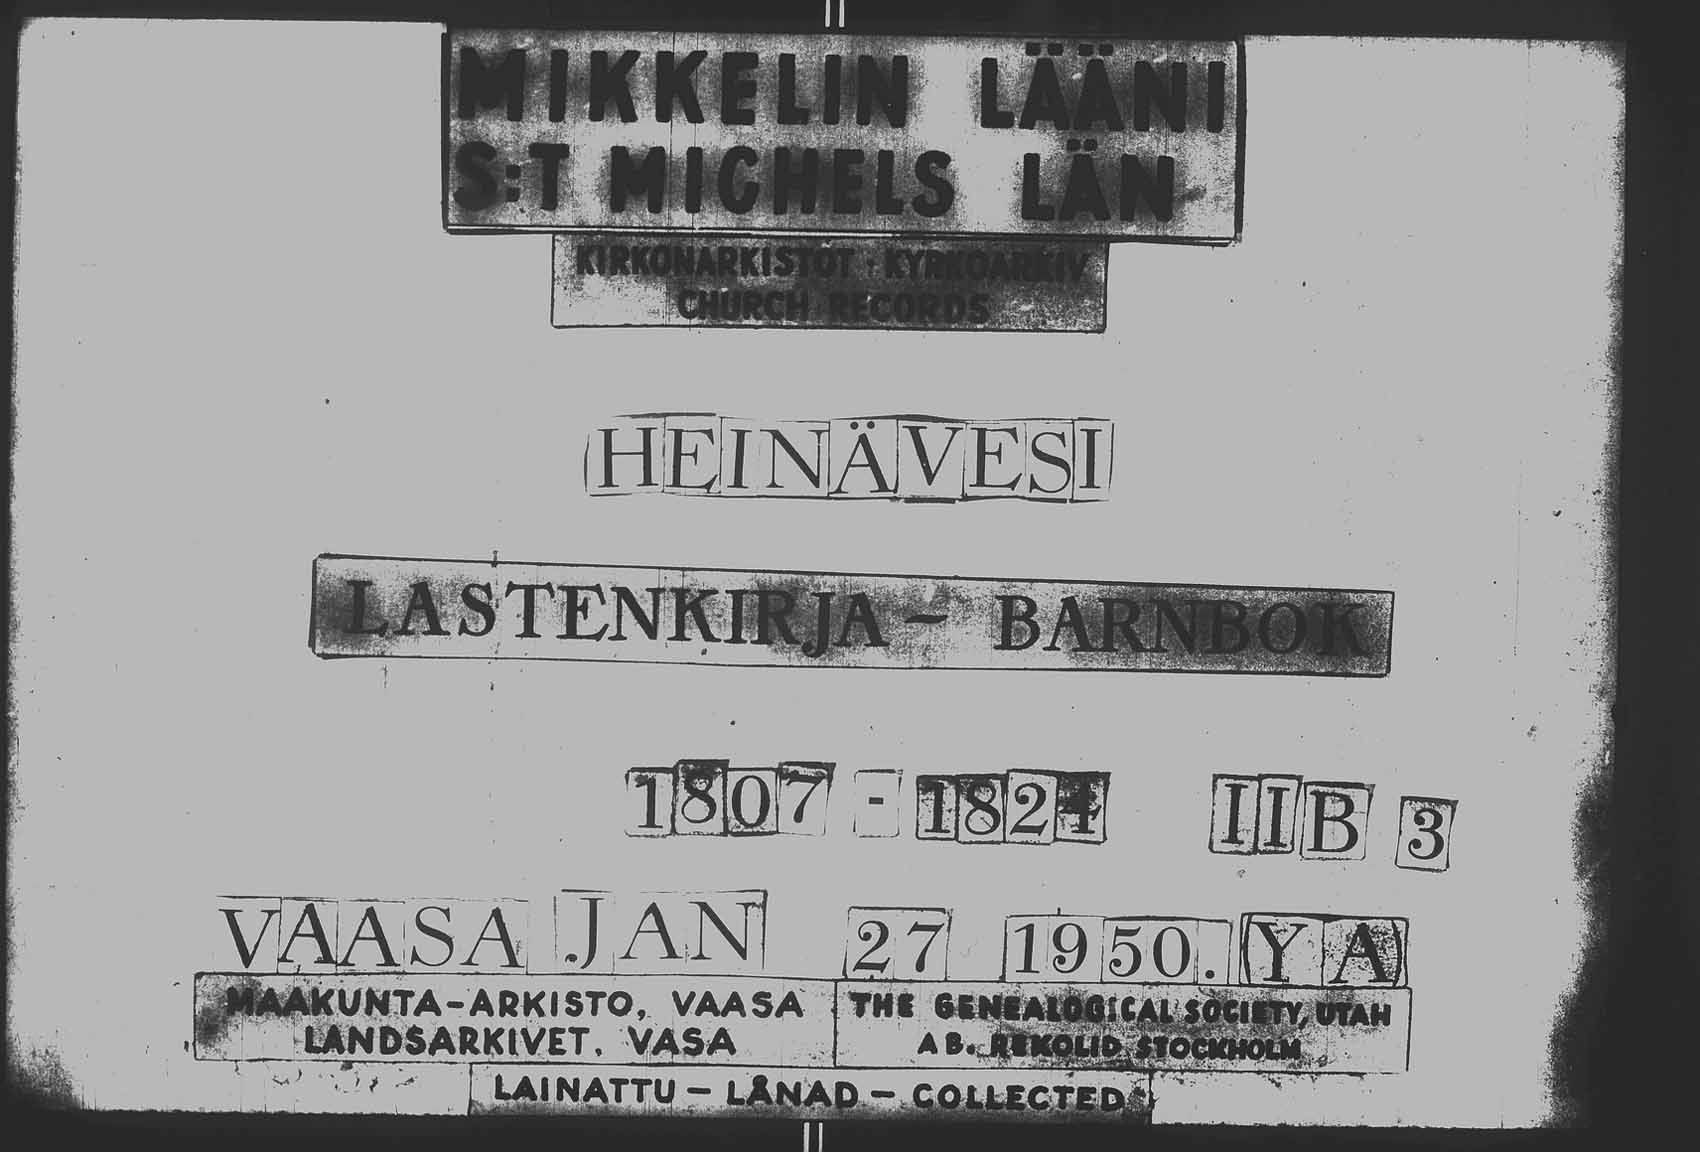 MIKKELIN LÄÄNI
S:T MICHELS LÄN
KIRKONARKISTOT · KYRKOARKIV
CHURCH RECORDS
HEINÄVESI
LASTENKIRJA – BARNBOK
1807 - 1824 IIB 3
VAASA JAN 27 1950. (YA)
MAAKUNTA-ARKISTO, VAASA
LANDSARKIVET, VASA
THE GENEALOGICAL SOCIETY, UTAH
AB. REKOLID STOCKHOLM
LAINATTU – LÅNAD – COLLECTED